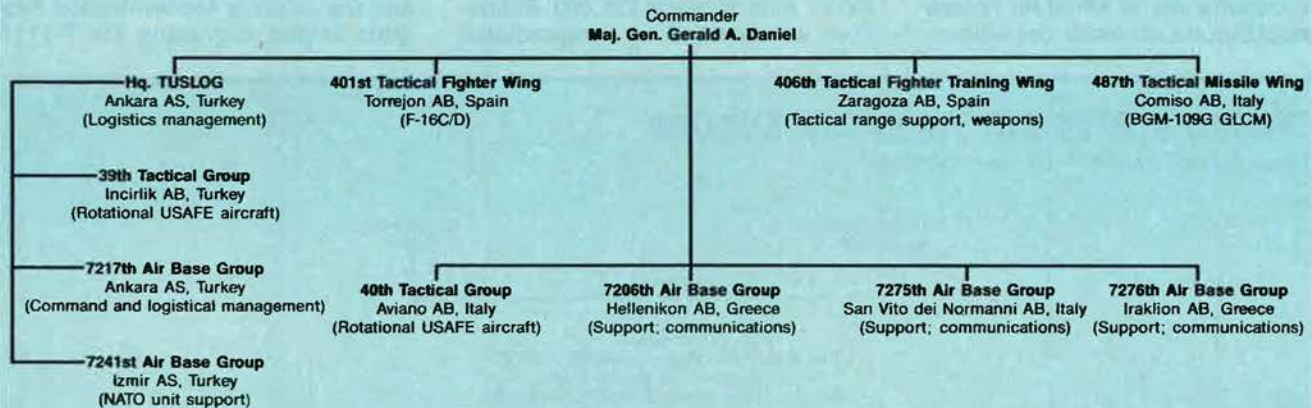 Commander
Maj. Gen. Gerald A. Daniel
Hq. TUSLOG
Ankara AS, Turkey
(Logistics management)
401st Tactical Fighter Wing
Torrejon AB, Spain
(F-16C/D)
406th Tactical Fighter Training Wing
Zaragoza AB, Spain
(Tactical range support, weapons)
487th Tactical Missile Wing
Comiso AB, Italy
(BGM-109G GLCM)
39th Tactical Group
Incirlik AB, Turkey
(Rotational USAFE aircraft)
7217th Air Base Group
Ankara AS, Turkey
(Command and logistical management)
7241st Air Base Group
Izmir AS, Turkey
(NATO unit support)
40th Tactical Group
Aviano AB, Italy
(Rotational USAFE aircraft)
7206th Air Base Group
Hellenikon AB, Greece
(Support; communications)
7275th Air Base Group
San Vito dei Normanni AB, Italy
(Support; communications)
7276th Air Base Group
Iraklion AB, Greece
(Support; communications)